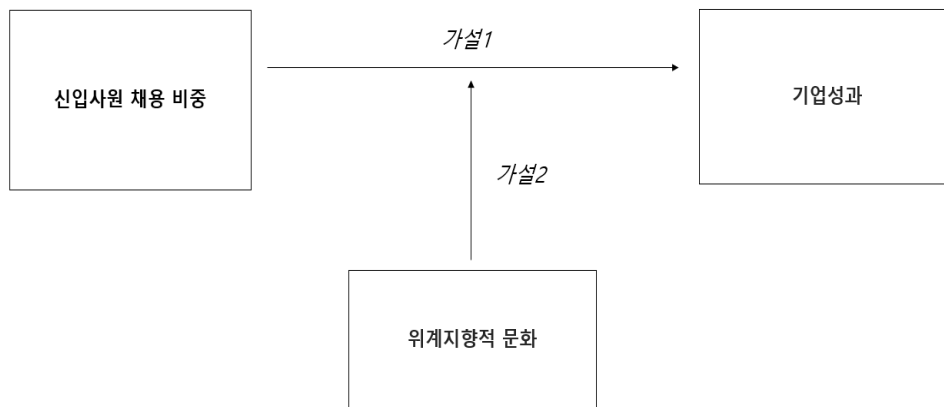 가설1
신입사원 채용 비중
기업성과
가설2
위계지향적 문화